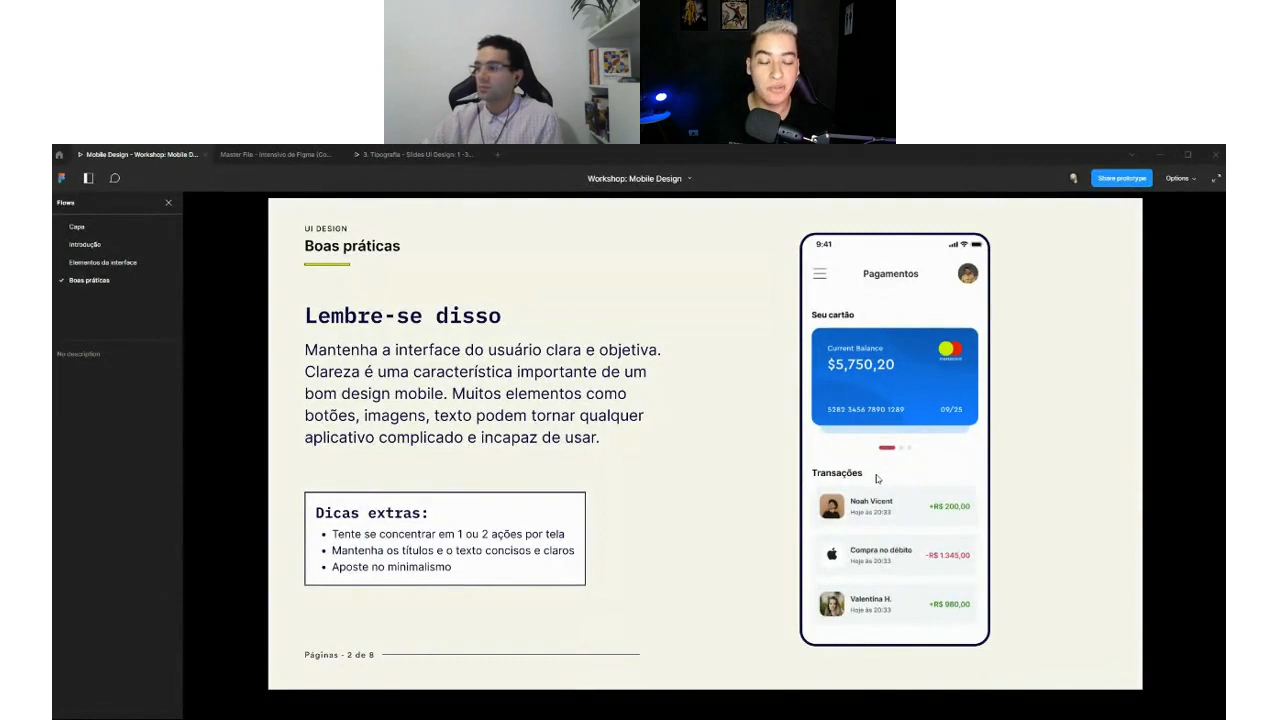 Mobile Design - Workshop: Mobile D...
Master File - Intensivo de Figma (Co...
3. Tipografia - Slides UI Design: 1 -3...
Workshop: Mobile Design
Share prototype
Options
Flows
Capa
Introdução
Elementos da interface
Boas práticas
No description
UI DESIGN
Boas práticas
Lembre-se disso
Mantenha a interface do usuário clara e objetiva.
Clareza é uma característica importante de um
bom design mobile. Muitos elementos como
botões, imagens, texto podem tornar qualquer
aplicativo complicado e incapaz de usar.
Dicas extras:
• Tente se concentrar em 1 ou 2 ações por tela
• Mantenha os títulos e o texto concisos e claros
• Aposte no minimalismo
Páginas - 2 de 8
9:41
Pagamentos
Seu cartão
Current Balance
$5,750,20
5282 3456 7890 1289 09/25
Transações
Noah Vicent
Hoje às 20:33
+R$ 200,00
Compra no débito
Hoje às 20:33
-R$ 1.345,00
Valentina H.
Hoje às 20:33
+R$ 980,00